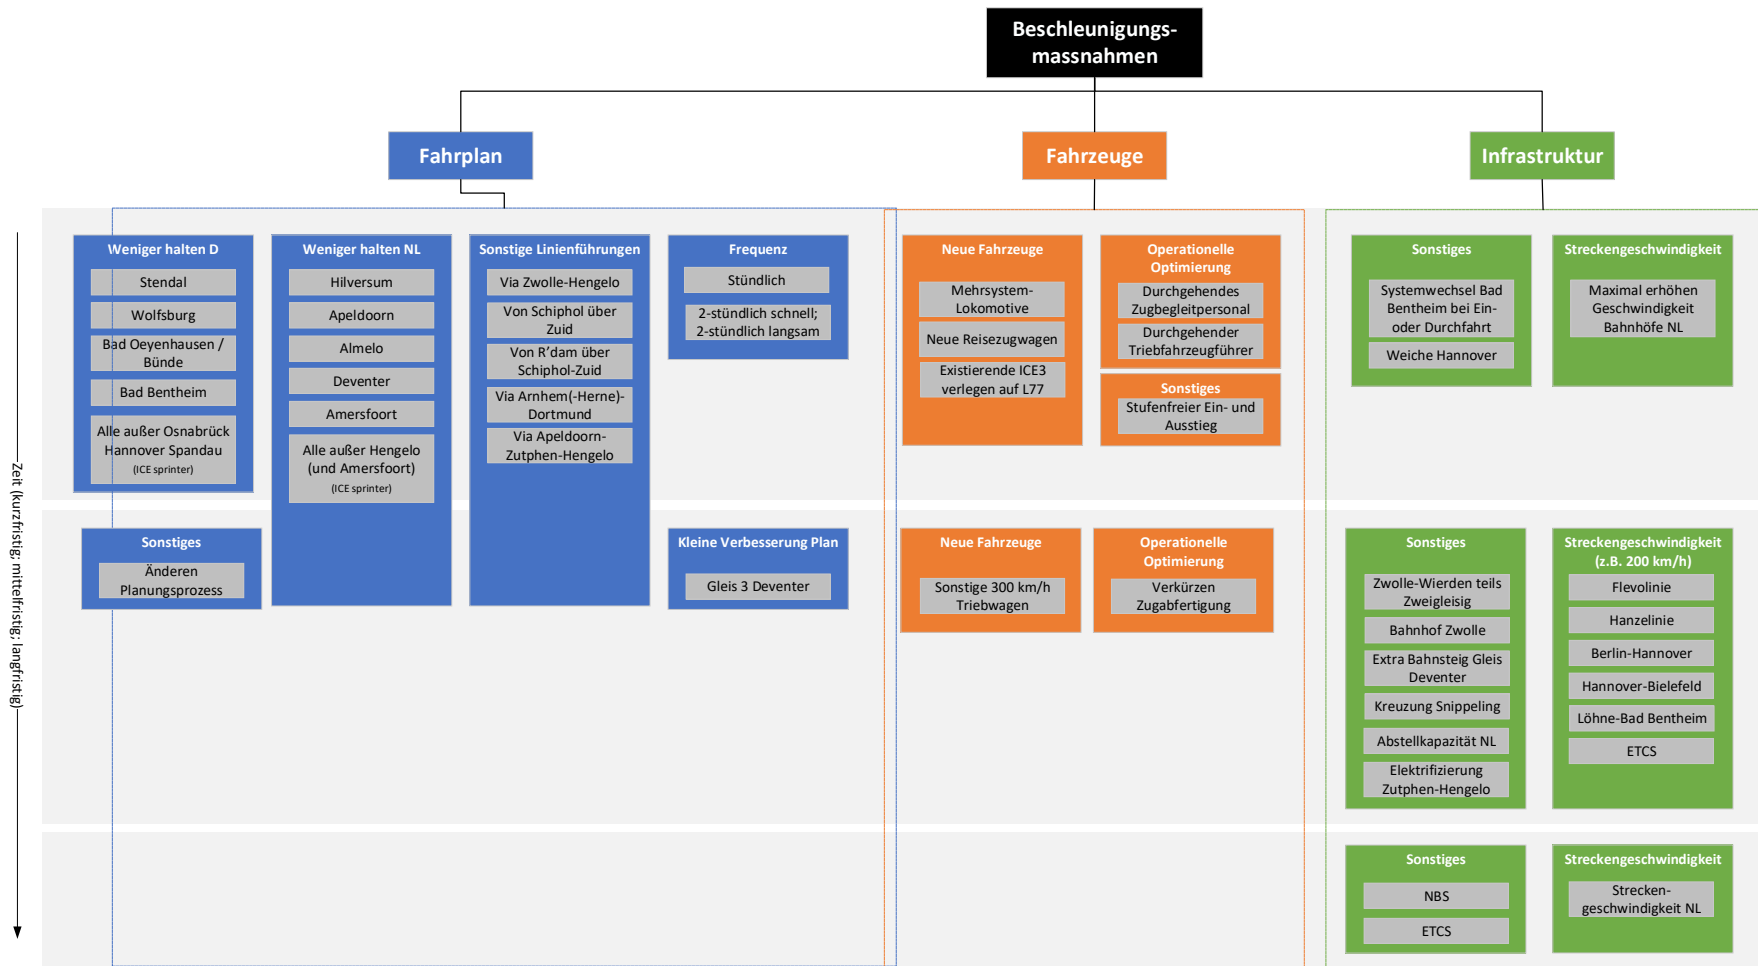 Beschleunigungs-
massnahmen
Fahrplan
Fahrzeuge
Infrastruktur
Zeit (kurzfristig; mittelfristig; langfristig)
Weniger halten D
Stendal
Wolfsburg
Bad Oeyenhausen /
Bünde
Bad Bentheim
Alle außer Osnabrück
Hannover Spandau
(ICE sprinter)
Weniger halten NL
Hilversum
Apeldoorn
Almelo
Deventer
Amersfoort
Alle außer Hengelo
(und Amersfoort)
(ICE sprinter)
Sonstige Linienführungen
Via Zwolle-Hengelo
Von Schiphol über
Zuid
Von R'dam über
Schiphol-Zuid
Via Arnhem(-Herne)-
Dortmund
Via Apeldoorn-
Zutphen-Hengelo
Frequenz
Stündlich
2-stündlich schnell;
2-stündlich langsam
Neue Fahrzeuge
Mehrsystem-
Lokomotive
Neue Reisezugwagen
Existierende ICE3
verlegen auf L77
Operationelle
Optimierung
Durchgehendes
Zugbegleitpersonal
Durchgehender
Triebfahrzeugführer
Sonstiges
Stufenfreier Ein- und
Ausstieg
Sonstiges
Systemwechsel Bad
Bentheim bei Ein-
oder Durchfahrt
Weiche Hannover
Streckengeschwindigkeit
Maximal erhöhen
Geschwindigkeit
Bahnhöfe NL
Sonstiges
Änderen
Planungsprozess
Kleine Verbesserung Plan
Gleis 3 Deventer
Neue Fahrzeuge
Sonstige 300 km/h
Triebwagen
Operationelle
Optimierung
Verkürzen
Zugabfertigung
Sonstiges
Zwolle-Wierden teils
Zweigleisig
Bahnhof Zwolle
Extra Bahnsteig Gleis
Deventer
Kreuzung Snippeling
Abstellkapazität NL
Elektrifizierung
Zutphen-Hengelo
Streckengeschwindigkeit
(z.B. 200 km/h)
Flevolinie
Hanzelinie
Berlin-Hannover
Hannover-Bielefeld
Löhne-Bad Bentheim
ETCS
Sonstiges
NBS
ETCS
Streckengeschwindigkeit
Strecken-
geschwindigkeit NL